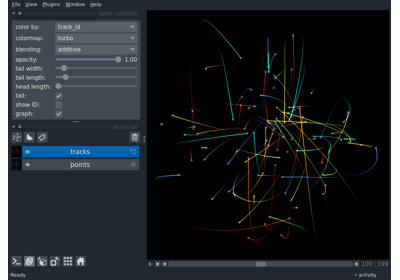 File View Plugins Window Help
layer controls
color by: track_id
colormap: turbo
blending: additive
opacity: 1.00
tail width:
tail length:
head length:
tail:
show ID:
graph:
layer list
tracks
points
0 100 199
Ready activity